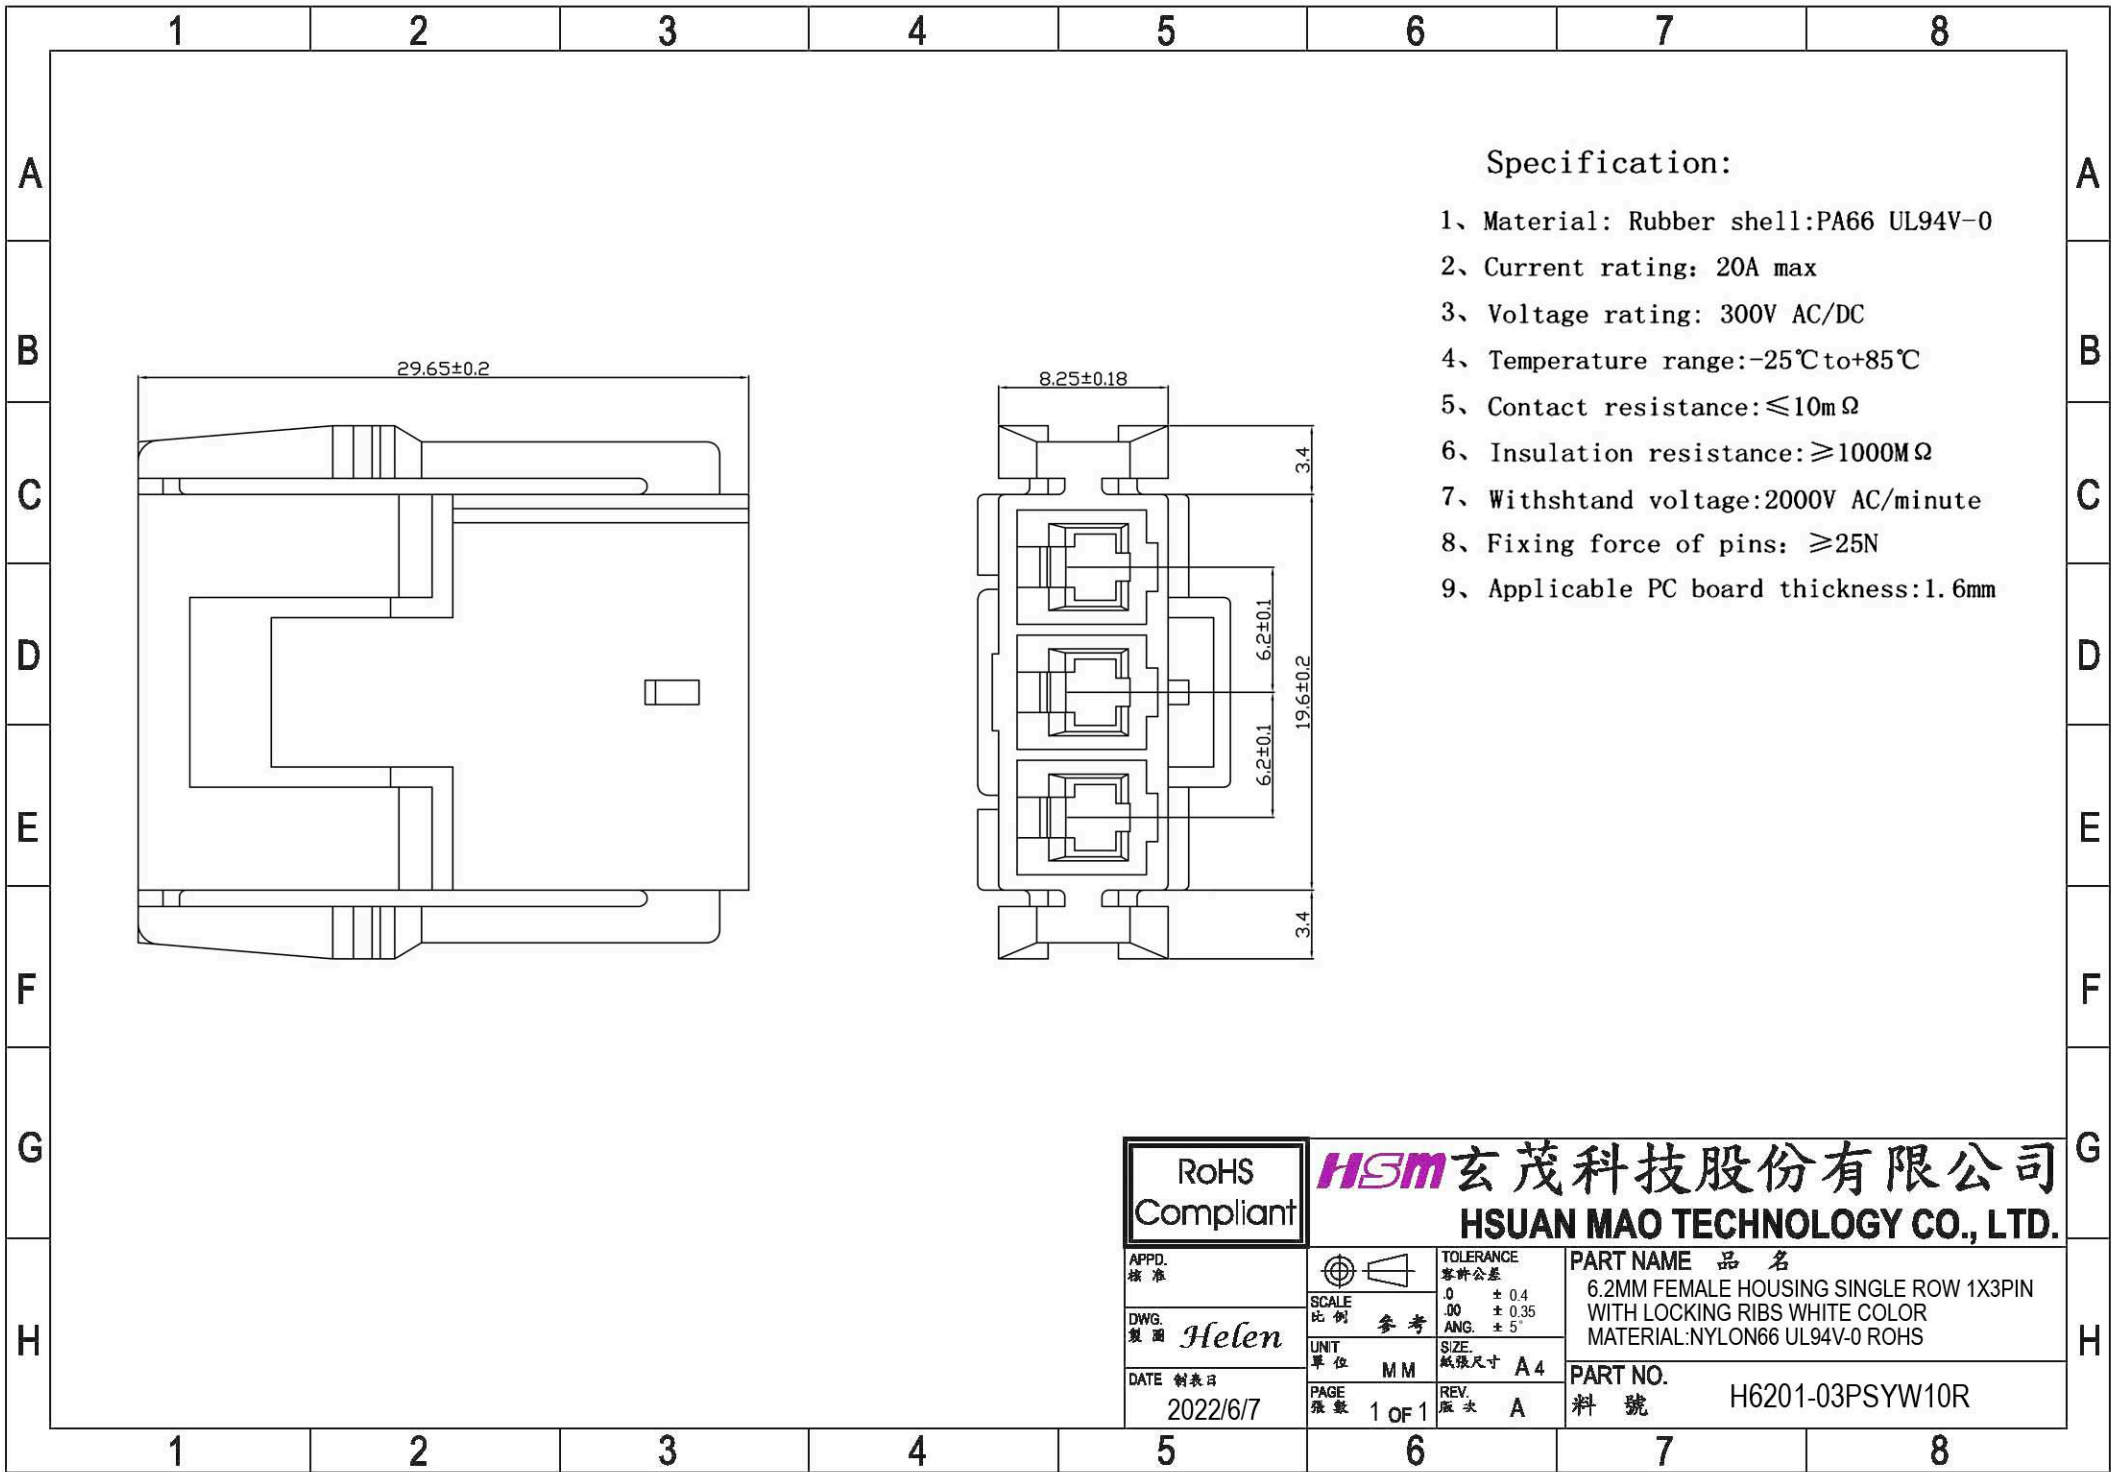 1 2 3 4 5 6 7 8
A A
B B
C C
D D
E E
F F
G G
H H
Specification:
1、Material: Rubber shell:PA66 UL94V-0
2、Current rating: 20A max
3、Voltage rating: 300V AC/DC
4、Temperature range:-25℃to+85℃
5、Contact resistance:≤10mΩ
6、Insulation resistance:≥1000MΩ
7、Withshtand voltage:2000V AC/minute
8、Fixing force of pins: ≥25N
9、Applicable PC board thickness:1.6mm
29.65±0.2
8.25±0.18
3.4
6.2±0.1
19.6±0.2
6.2±0.1
3.4
RoHS
Compliant
HSM 玄茂科技股份有限公司
HSUAN MAO TECHNOLOGY CO., LTD.
APPD.
核准
DWG.
製圖 Helen
DATE 制表日
2022/6/7
SCALE
比例 參考
UNIT
單位 MM
PAGE
張數 1 OF 1
TOLERANCE
容許公差
.0 ± 0.4
.00 ± 0.35
ANG. ± 5°
SIZE.
紙張尺寸 A4
REV.
版次 A
PART NAME 品名
6.2MM FEMALE HOUSING SINGLE ROW 1X3PIN
WITH LOCKING RIBS WHITE COLOR
MATERIAL:NYLON66 UL94V-0 ROHS
PART NO.
料號 H6201-03PSYW10R
1 2 3 4 5 6 7 8